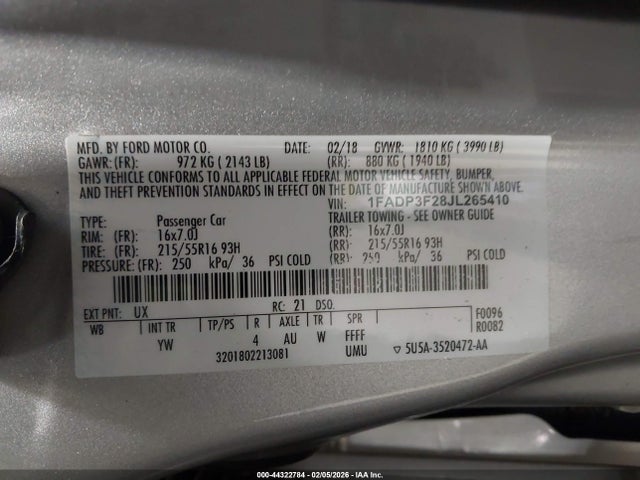 MFD. BY FORD MOTOR CO. DATE: 02/18 GVWR: 1810 KG ( 3990 LB)
GAWR: (FR): 972 KG ( 2143 LB) (RR): 880 KG ( 1940 LB)
THIS VEHICLE CONFORMS TO ALL APPLICABLE FEDERAL MOTOR VEHICLE SAFETY, BUMPER,
AND THEFT PREVENTION STANDARDS IN EFFECT ON THE DATE OF MANUFACTURE SHOWN ABOVE.
VIN: 1FADP3F28JL265410
TYPE: Passenger Car TRAILER TOWING - SEE OWNER GUIDE
RIM: (FR): 16x7.0J (RR): 16x7.0J
TIRE: (FR): 215/55R16 93H (RR): 215/55R16 93H
PRESSURE: (FR): 250 kPa/ 36 PSI COLD (RR): 250 kPa/ 36 PSI COLD
EXT PNT: UX RC: 21 DSO: F0096
WB INT TR TP/PS R AXLE TR SPR R0082
YW 4 AU W FFFF
3201802213081 UMU ▽ 5U5A-3520472-AA
000-44322784 - 02/05/2026 - IAA Inc.